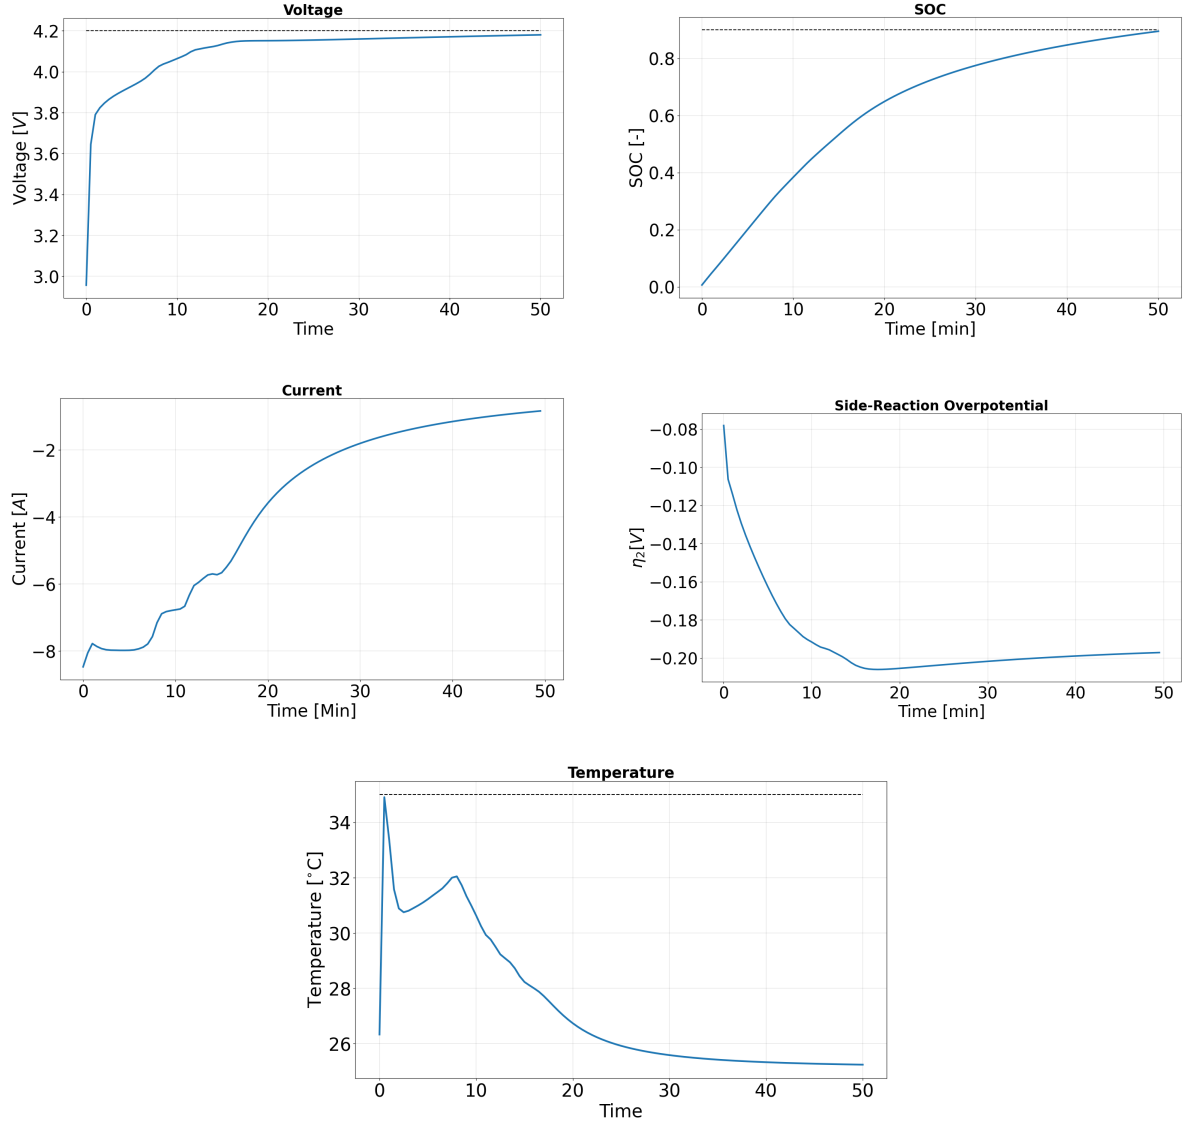 Voltage
4.2
4.0
3.8
3.6
3.4
3.2
3.0
Voltage [V]
0 10 20 30 40 50
Time
SOC
0.8
0.6
0.4
0.2
0.0
SOC [-]
0 10 20 30 40 50
Time [min]
Current
−2
−4
−6
−8
Current [A]
0 10 20 30 40 50
Time [Min]
Side-Reaction Overpotential
−0.08
−0.10
−0.12
−0.14
−0.16
−0.18
−0.20
η₂[V]
0 10 20 30 40 50
Time [min]
Temperature
34
32
30
28
26
Temperature [°C]
0 10 20 30 40 50
Time